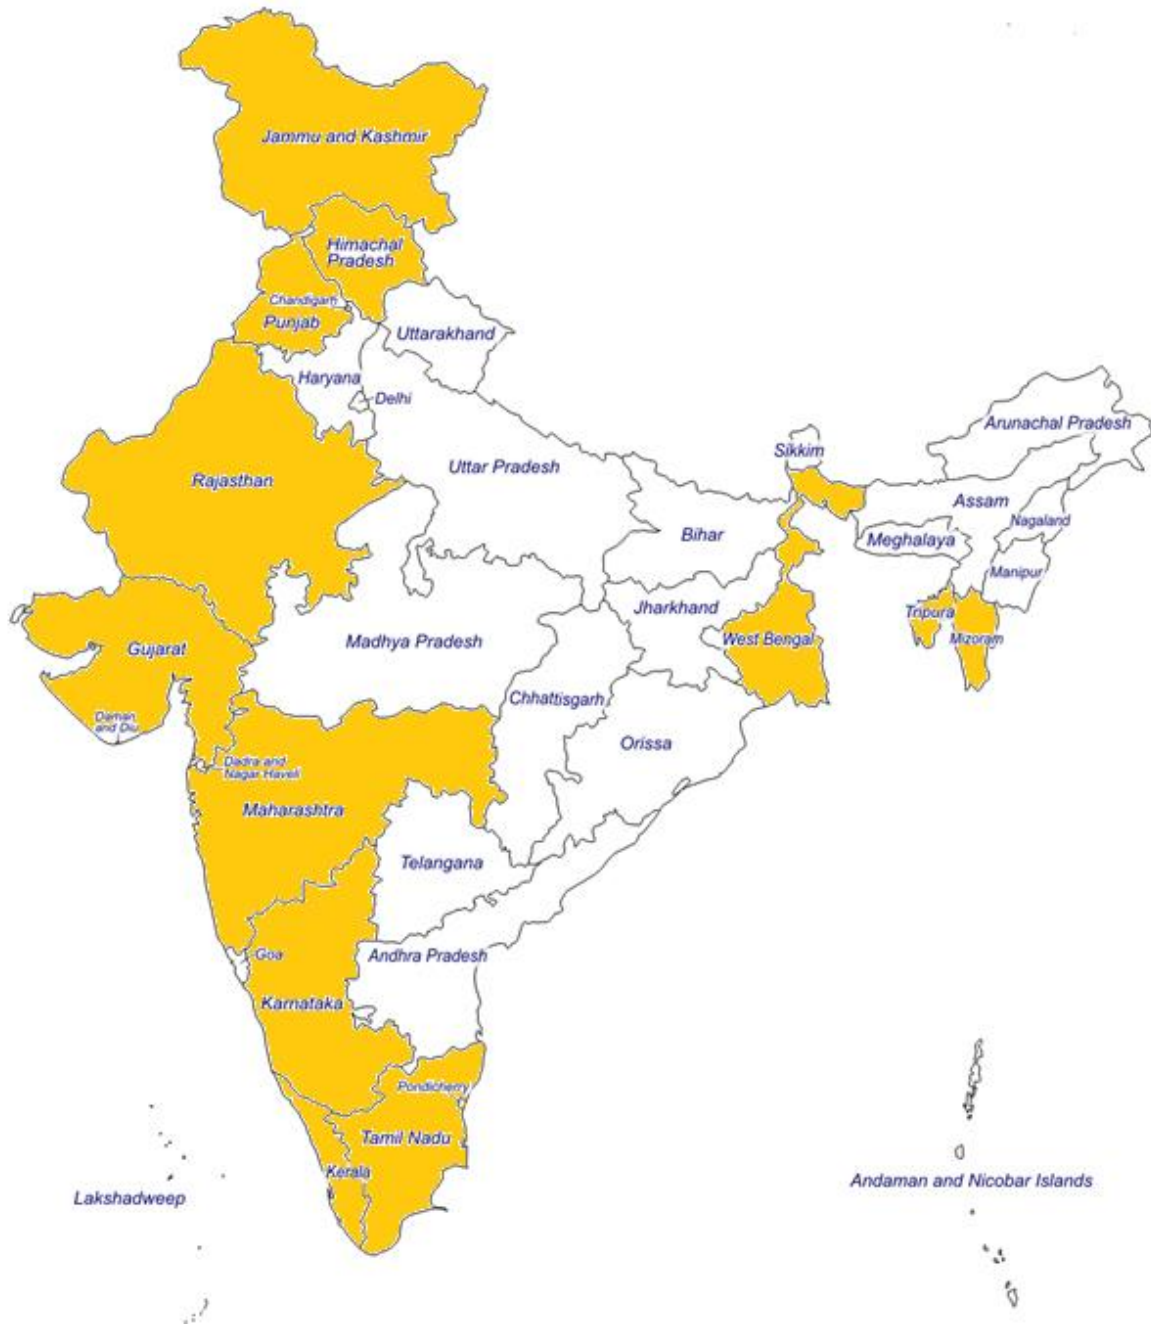 Jammu and Kashmir
Himachal
Pradesh
Chandigarh
Punjab
Uttarakhand
Haryana
Delhi
Arunachal Pradesh
Sikkim
Uttar Pradesh
Rajasthan
Assam
Nagaland
Bihar
Meghalaya
Manipur
Jharkhand
Tripura
Mizoram
West Bengal
Madhya Pradesh
Gujarat
Chhattisgarh
Daman
and Diu
Orissa
Dadra and
Nagar Haveli
Maharashtra
Telangana
Goa
Andhra Pradesh
Karnataka
Pondicherry
Tamil Nadu
Kerala
Lakshadweep
Andaman and Nicobar Islands